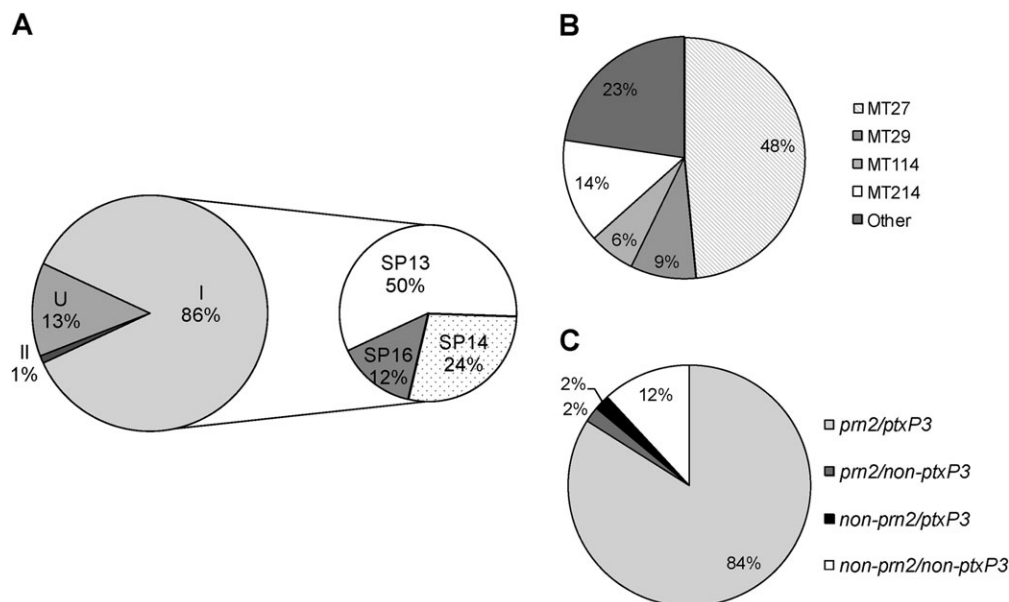 A
U
13%
I
86%
II
1%
SP13
50%
SP16
12%
SP14
24%
B
23%
48%
14%
6%
9%
MT27
MT29
MT114
MT214
Other
C
2%
2%
12%
84%
prn2/ptxP3
prn2/non-ptxP3
non-prn2/ptxP3
non-prn2/non-ptxP3